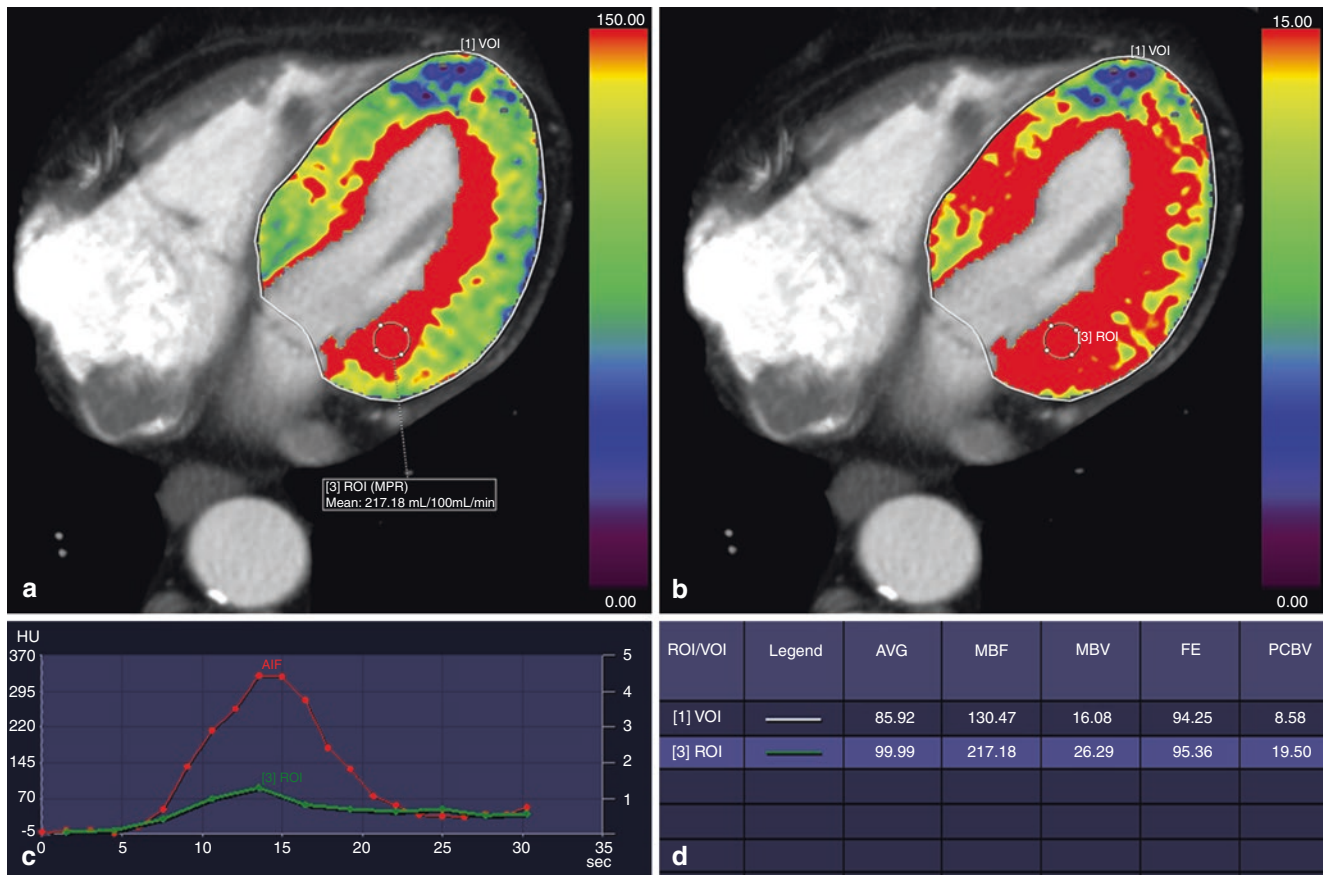 150.00
[1] VOI
[3] ROI (MPR)
Mean: 217.18 mL/100mL/min
0.00
a
15.00
[1] VOI
[3] ROI
0.00
b
HU
370
295
220
145
70
-5
AIF
[3] ROI
5
4
3
2
1
0 5 10 15 20 25 30 35
sec
c
ROI/VOI Legend AVG MBF MBV FE PCBV
[1] VOI 85.92 130.47 16.08 94.25 8.58
[3] ROI 99.99 217.18 26.29 95.36 19.50
d